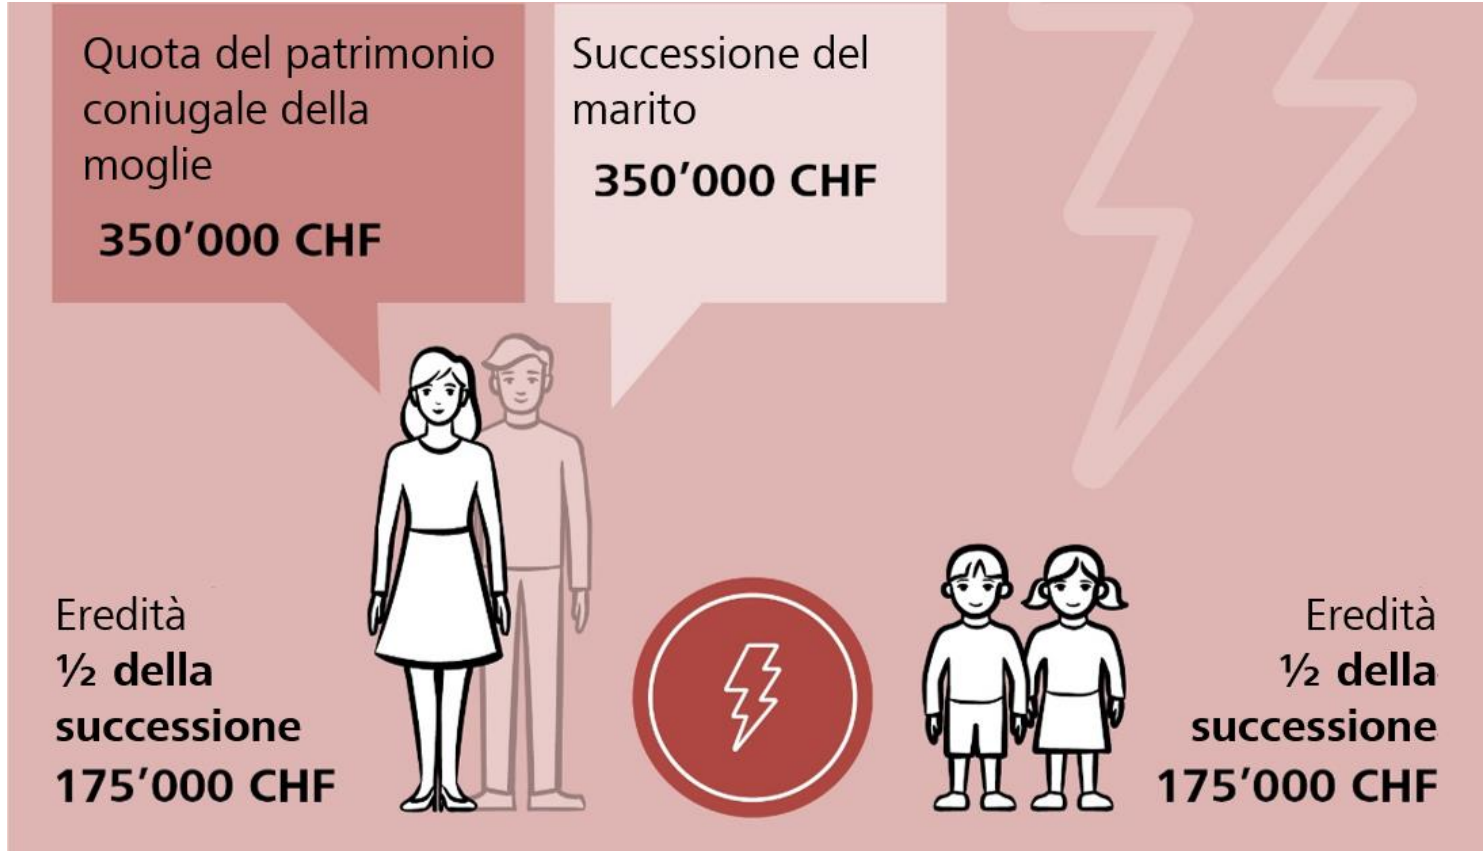 Quota del patrimonio
coniugale della
moglie
350’000 CHF
Successione del
marito
350’000 CHF
Eredità
½ della
successione
175’000 CHF
Eredità
½ della
successione
175’000 CHF